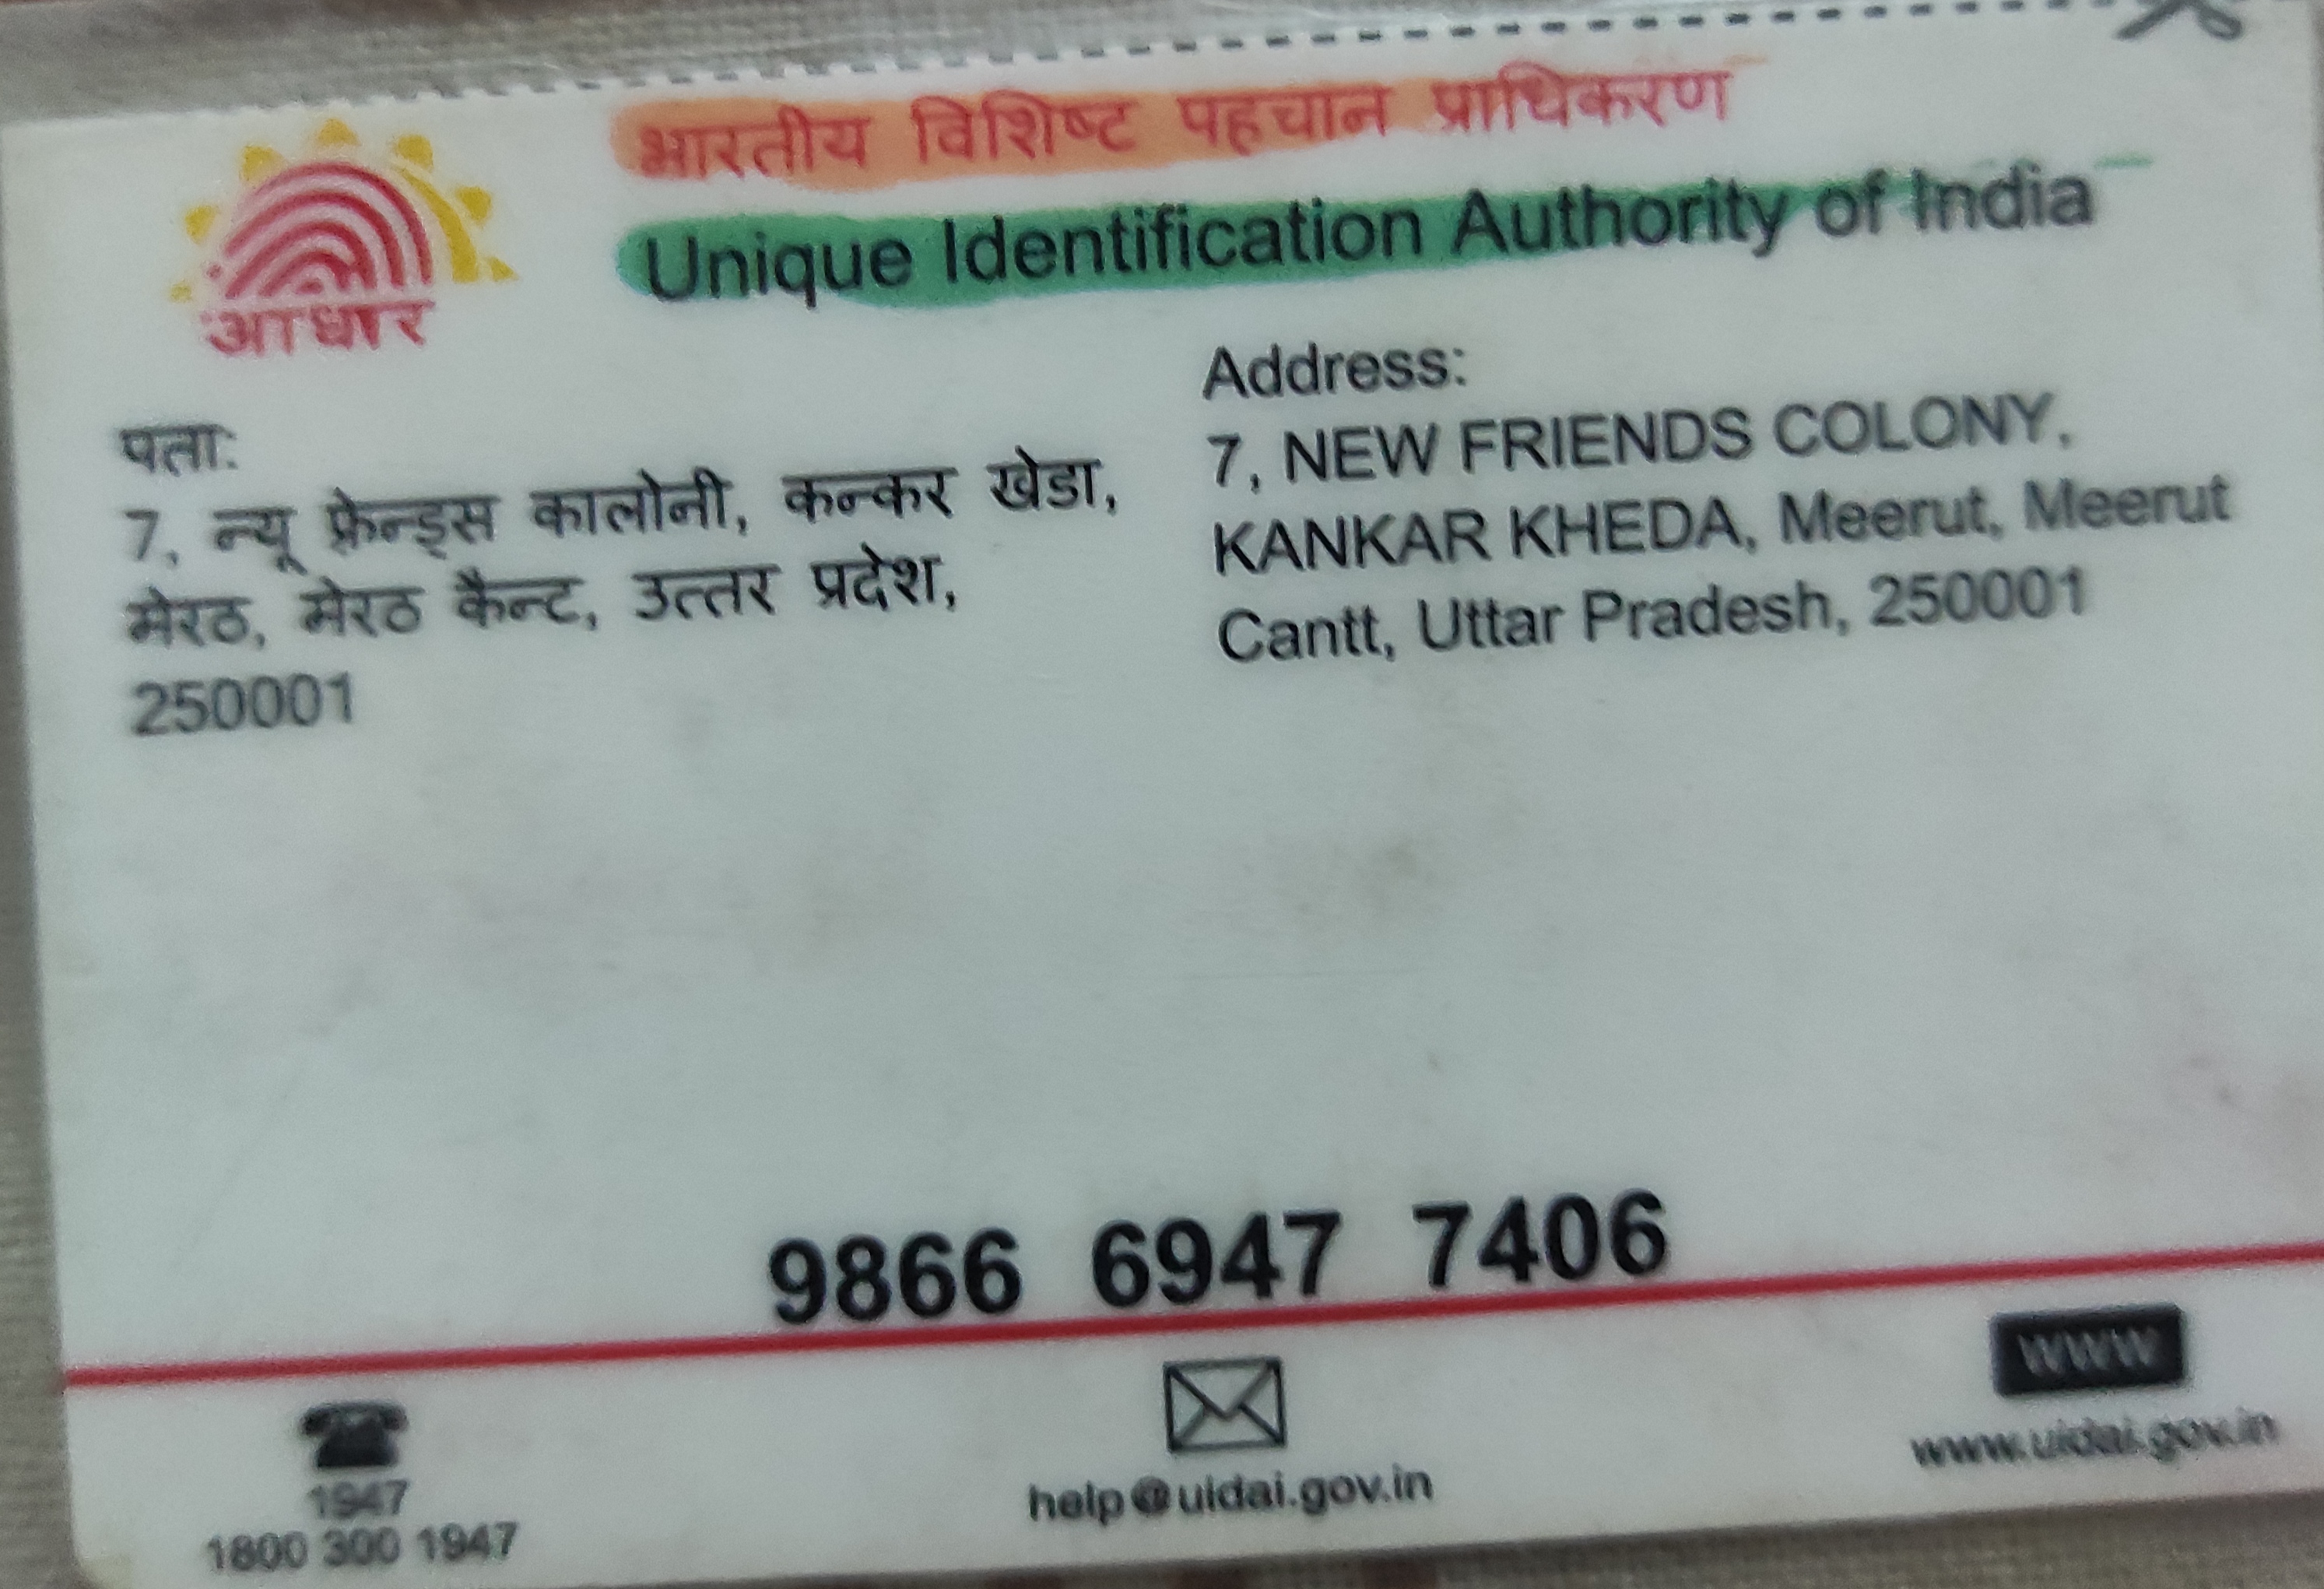 भारतीय विशिष्ट पहचान प्राधिकरण
Unique Identification Authority of India
आधार
पता:
7, न्यू फ्रेन्ड्स कालोनी, कन्कर खेडा,
मेरठ, मेरठ कैन्ट, उत्तर प्रदेश,
250001
Address:
7, NEW FRIENDS COLONY,
KANKAR KHEDA, Meerut, Meerut
Cantt, Uttar Pradesh, 250001
9866 6947 7406
1947
1800 300 1947
help@uidai.gov.in
www
www.uidai.gov.in